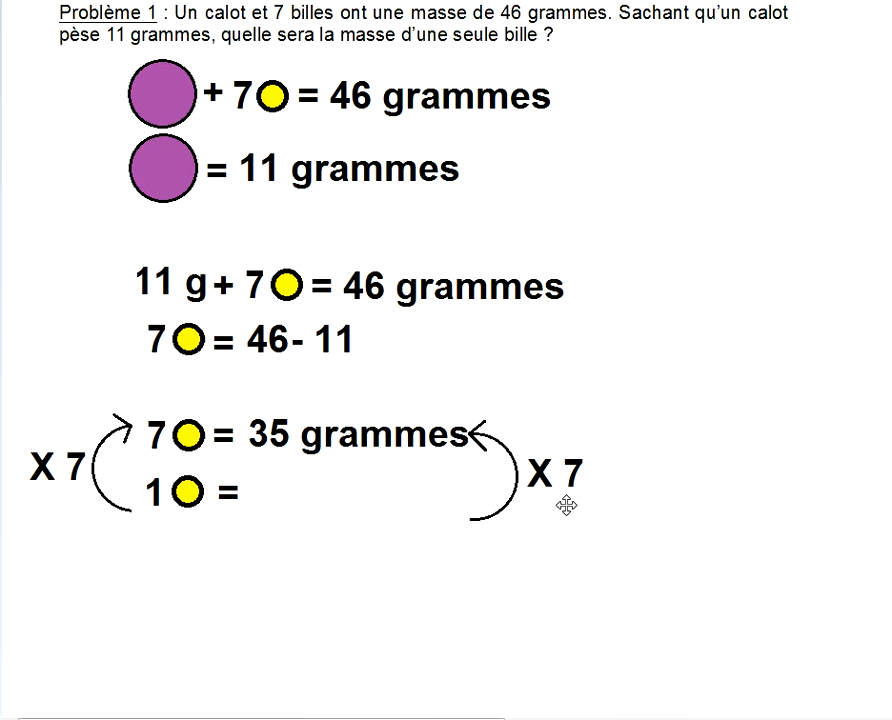 Problème 1 : Un calot et 7 billes ont une masse de 46 grammes. Sachant qu'un calot
pèse 11 grammes, quelle sera la masse d'une seule bille ?
+ 7 = 46 grammes
= 11 grammes
11 g + 7 = 46 grammes
7 = 46 - 11
7 = 35 grammes
X 7
X 7
1 =